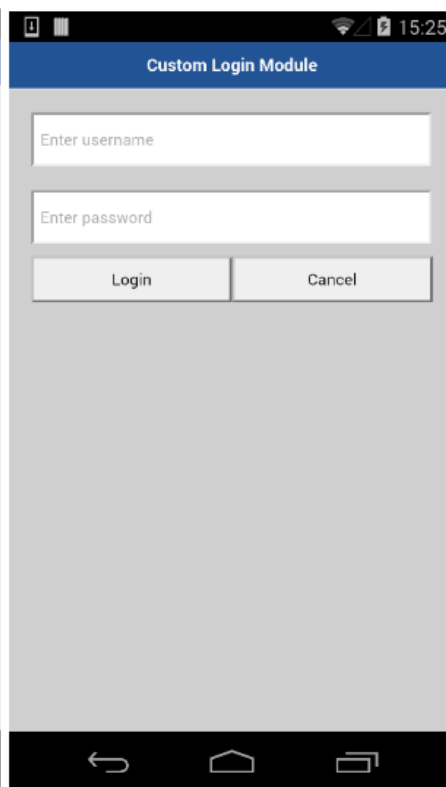 15:25
Custom Login Module
Enter username
Enter password
Login Cancel